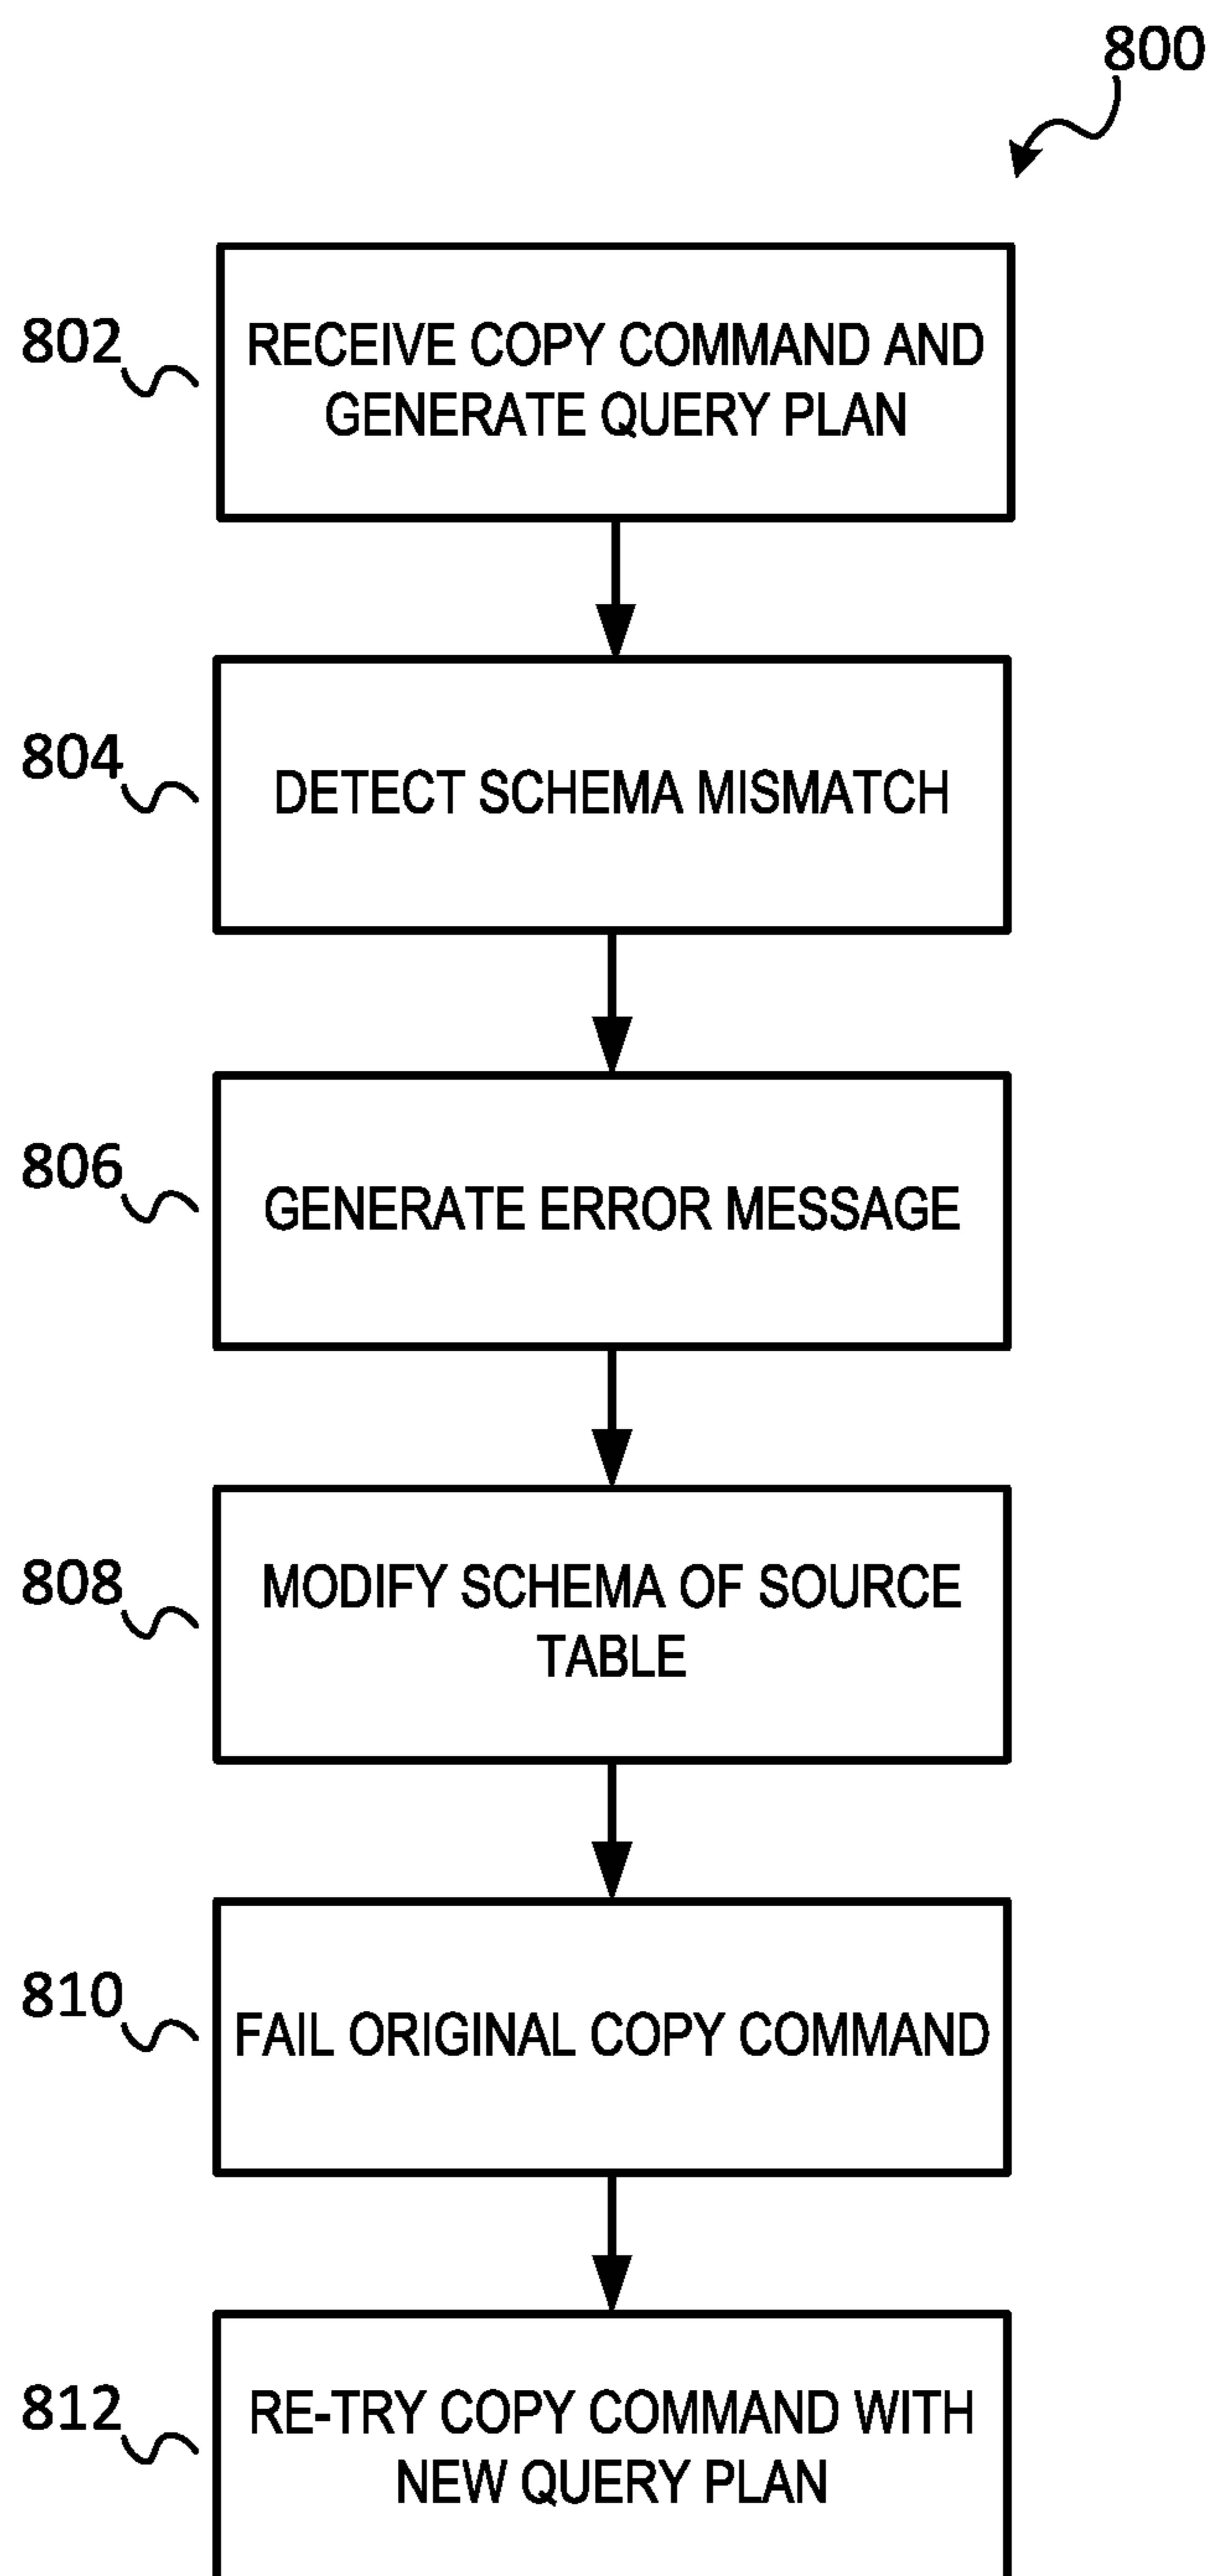 800
802
RECEIVE COPY COMMAND AND
GENERATE QUERY PLAN
804
DETECT SCHEMA MISMATCH
806
GENERATE ERROR MESSAGE
808
MODIFY SCHEMA OF SOURCE
TABLE
810
FAIL ORIGINAL COPY COMMAND
812
RE-TRY COPY COMMAND WITH
NEW QUERY PLAN